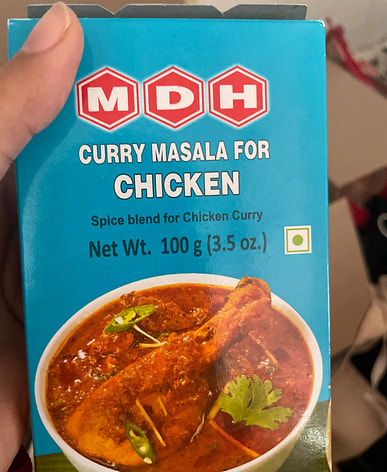 MDH
CURRY MASALA FOR
CHICKEN
Spice blend for Chicken Curry
Net Wt. 100 g (3.5 oz.)